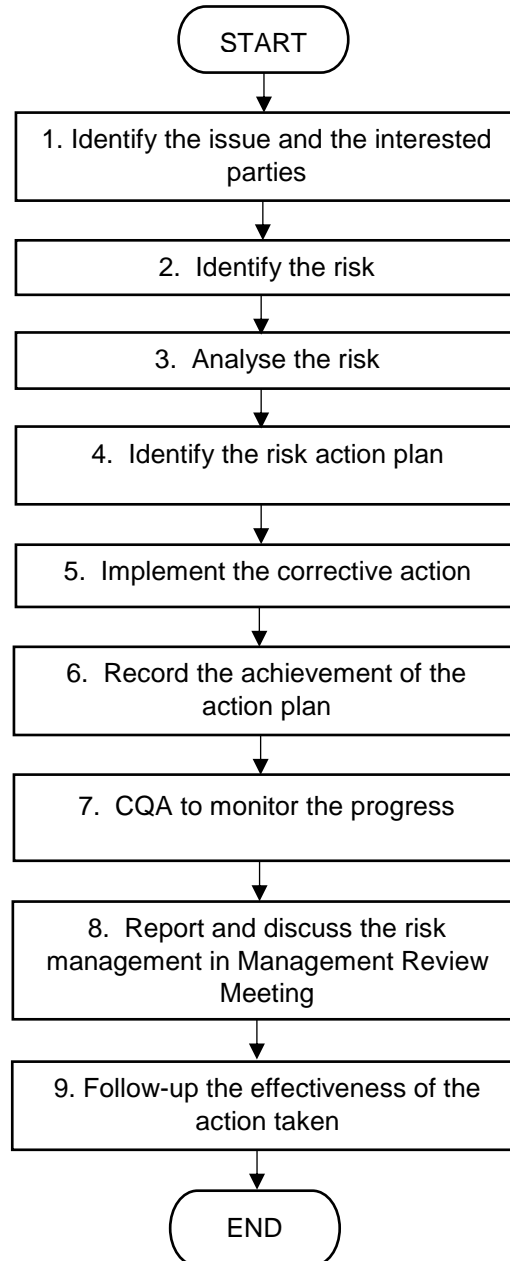 START
1. Identify the issue and the interested
parties
2. Identify the risk
3. Analyse the risk
4. Identify the risk action plan
5. Implement the corrective action
6. Record the achievement of the
action plan
7. CQA to monitor the progress
8. Report and discuss the risk
management in Management Review
Meeting
9. Follow-up the effectiveness of the
action taken
END